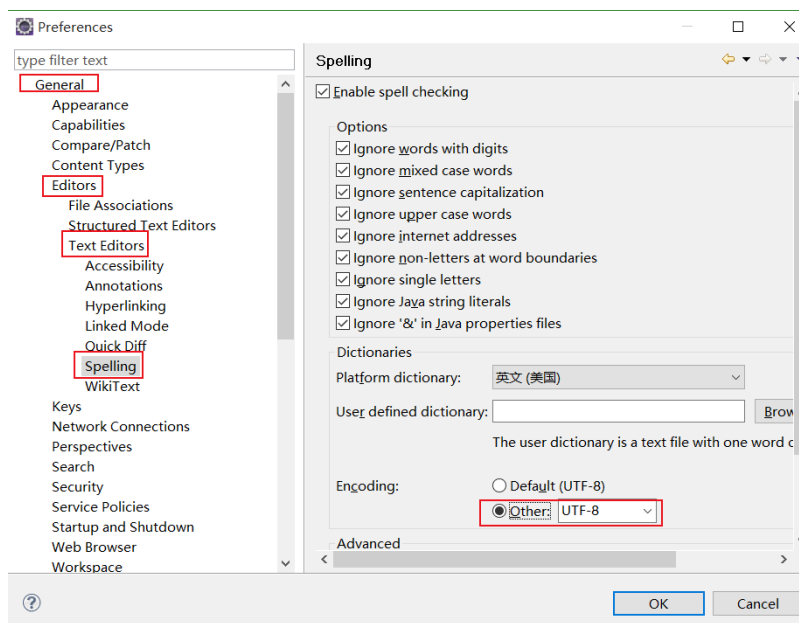 Preferences
type filter text
General
Appearance
Capabilities
Compare/Patch
Content Types
Editors
File Associations
Structured Text Editors
Text Editors
Accessibility
Annotations
Hyperlinking
Linked Mode
Quick Diff
Spelling
WikiText
Keys
Network Connections
Perspectives
Search
Security
Service Policies
Startup and Shutdown
Web Browser
Workspace
Spelling
Enable spell checking
Options
Ignore words with digits
Ignore mixed case words
Ignore sentence capitalization
Ignore upper case words
Ignore internet addresses
Ignore non-letters at word boundaries
Ignore single letters
Ignore Java string literals
Ignore '&' in Java properties files
Dictionaries
Platform dictionary: 英文 (美国)
User defined dictionary: Brow
The user dictionary is a text file with one word
Encoding: Default (UTF-8)
Other: UTF-8
Advanced
OK Cancel